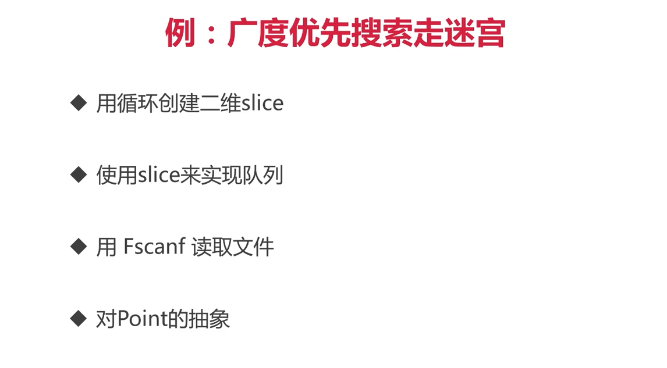 例：广度优先搜索走迷宫
◆ 用循环创建二维slice
◆ 使用slice来实现队列
◆ 用 Fscanf 读取文件
◆ 对Point的抽象